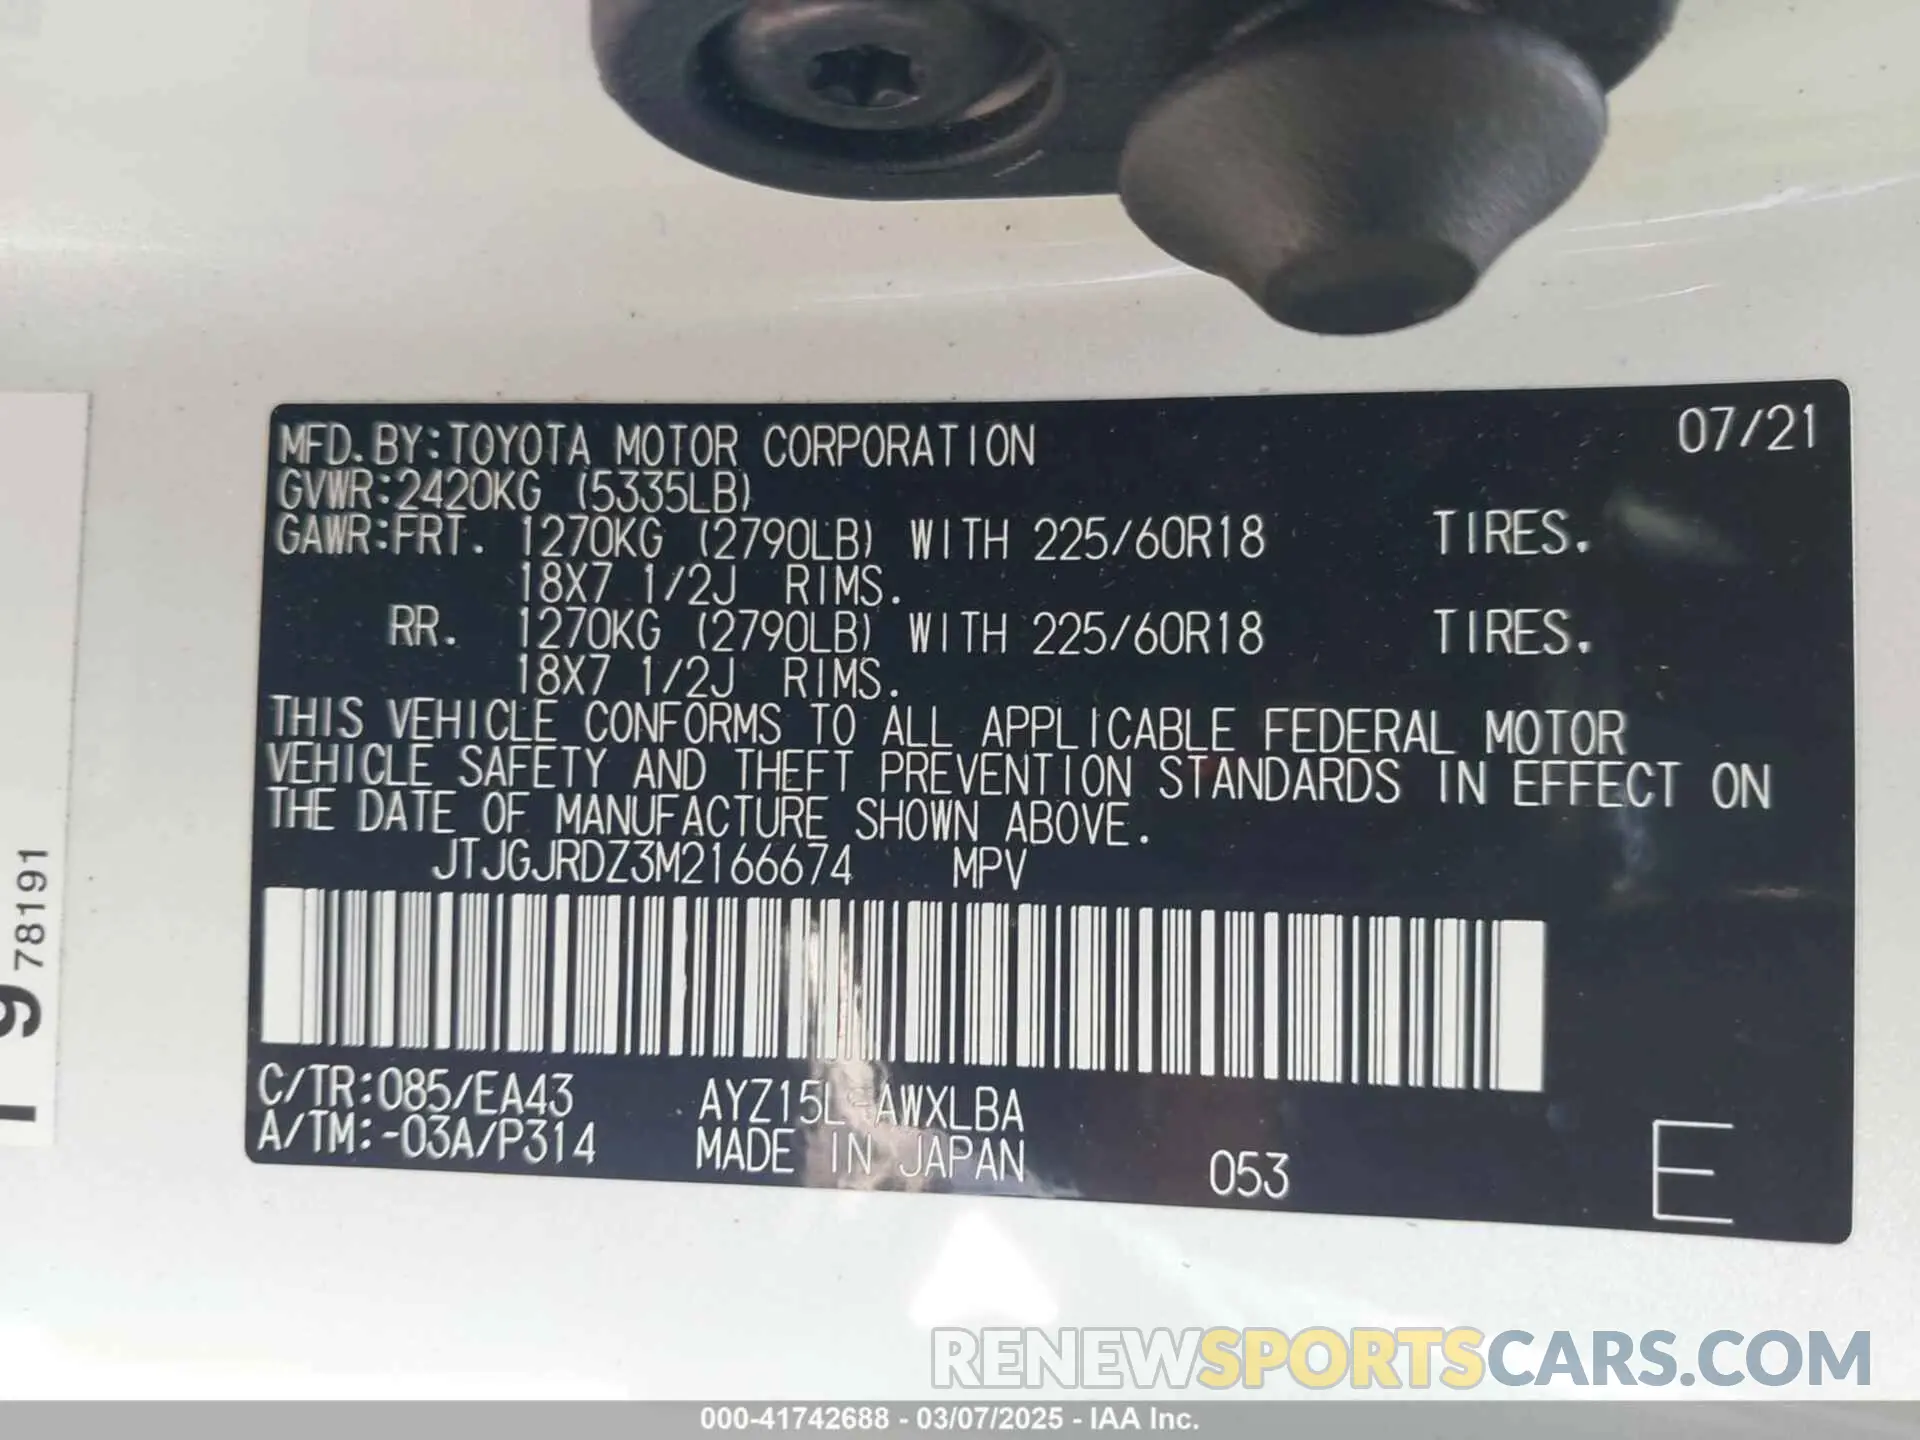 MFD.BY:TOYOTA MOTOR CORPORATION 07/21
GVWR:2420KG (5335LB)
GAWR:FRT. 1270KG (2790LB) WITH 225/60R18 TIRES.
18X7 1/2J RIMS.
RR. 1270KG (2790LB) WITH 225/60R18 TIRES.
18X7 1/2J RIMS.
THIS VEHICLE CONFORMS TO ALL APPLICABLE FEDERAL MOTOR
VEHICLE SAFETY AND THEFT PREVENTION STANDARDS IN EFFECT ON
THE DATE OF MANUFACTURE SHOWN ABOVE.
JTJGJRDZ3M2166674 MPV
C/TR:085/EA43 AYZ15L-AWXLBA
A/TM:-03A/P314 MADE IN JAPAN 053 E
78191
RENEWSPORTSCARS.COM
000-41742688 - 03/07/2025 - IAA Inc.